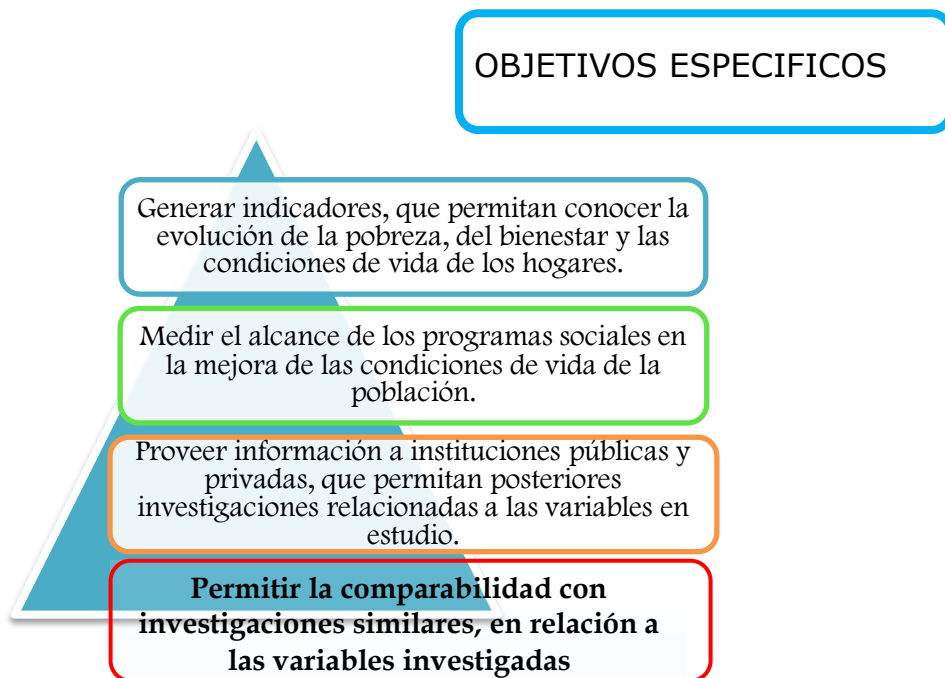 OBJETIVOS ESPECIFICOS
Generar indicadores, que permitan conocer la
evolución de la pobreza, del bienestar y las
condiciones de vida de los hogares.
Medir el alcance de los programas sociales en
la mejora de las condiciones de vida de la
población.
Proveer información a instituciones públicas y
privadas, que permitan posteriores
investigaciones relacionadas a las variables en
estudio.
Permitir la comparabilidad con
investigaciones similares, en relación a
las variables investigadas